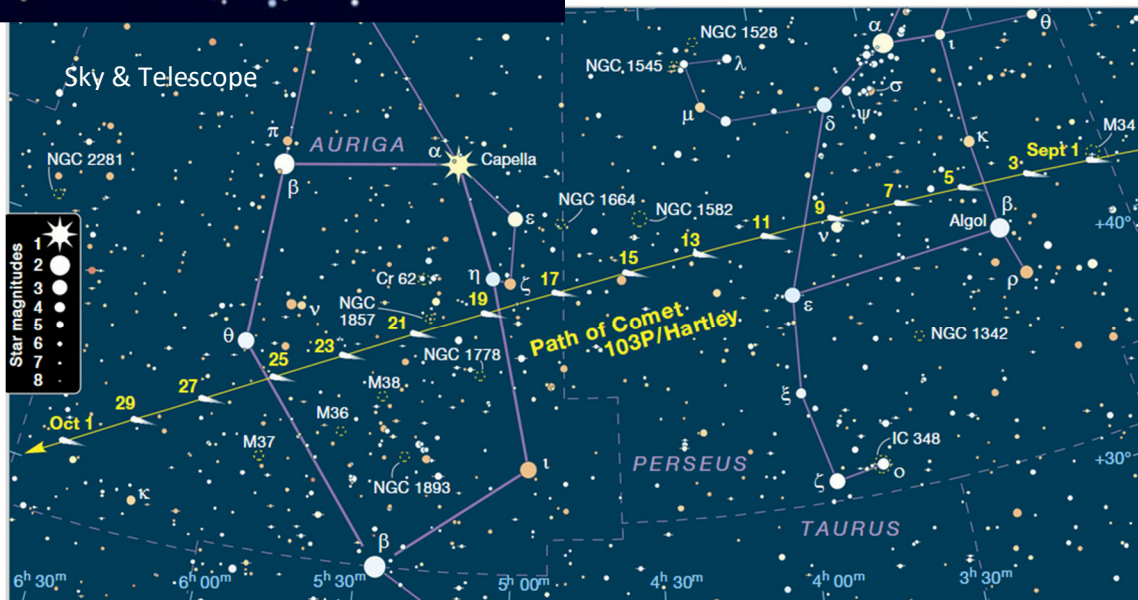 Sky & Telescope
NGC 1528
α
ι
θ
NGC 1545
λ
σ
ψ
μ
δ
κ
M34
π
AURIGA
α
Capella
Sept 1
3
5
7
9
11
13
15
17
19
21
23
25
27
29
Oct 1
NGC 2281
β
ε
NGC 1664
NGC 1582
ν
Algol
β
+40°
ρ
Star magnitudes
1
2
3
4
5
6
7
8
Cr 62
η
ζ
NGC
1857
ν
θ
NGC 1778
Path of Comet
103P/Hartley
ε
NGC 1342
M38
M36
M37
NGC 1893
ξ
IC 348
ι
PERSEUS
ζ
ο
+30°
κ
TAURUS
β
6 30m
6h 00m
5h 30m
5h 00m
4h 30m
4h 00m
3h 30m